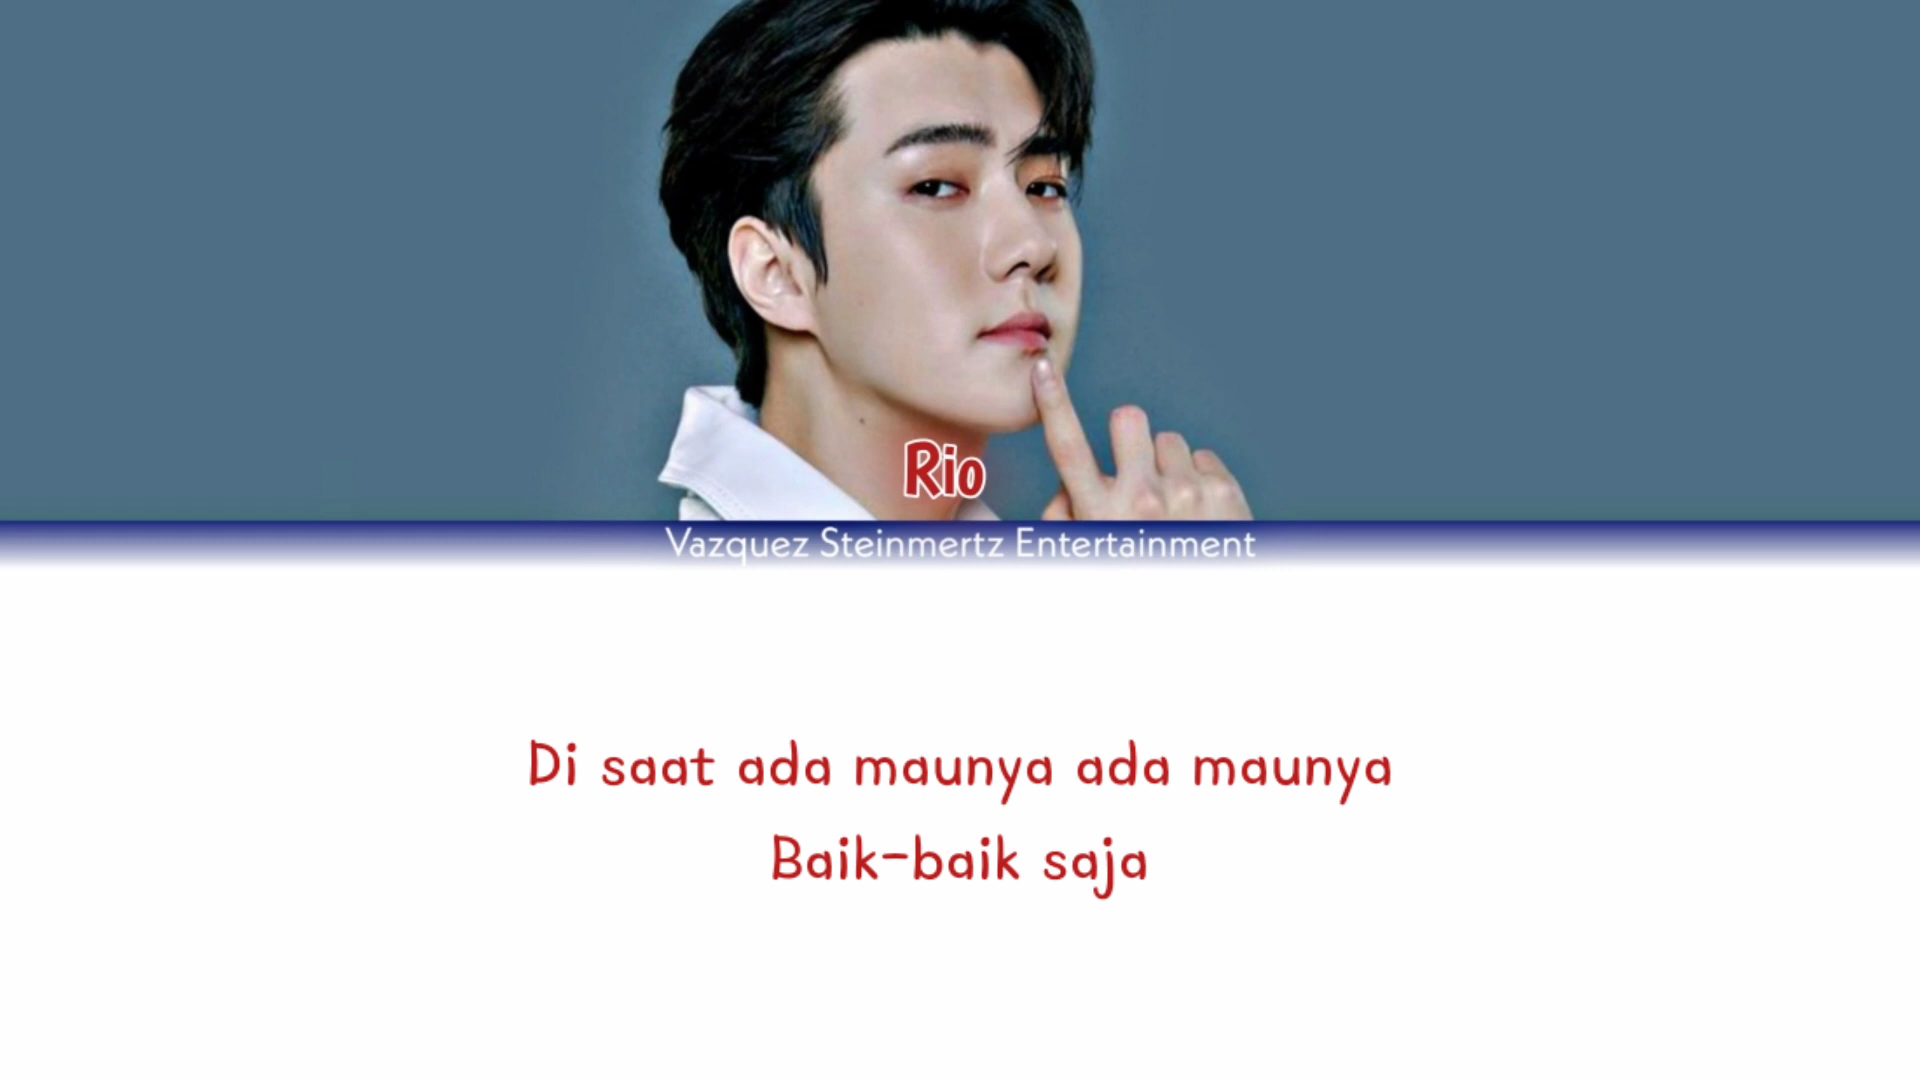 Rio
Vazquez Steinmertz Entertainment
Di saat ada maunya ada maunya
Baik-baik saja